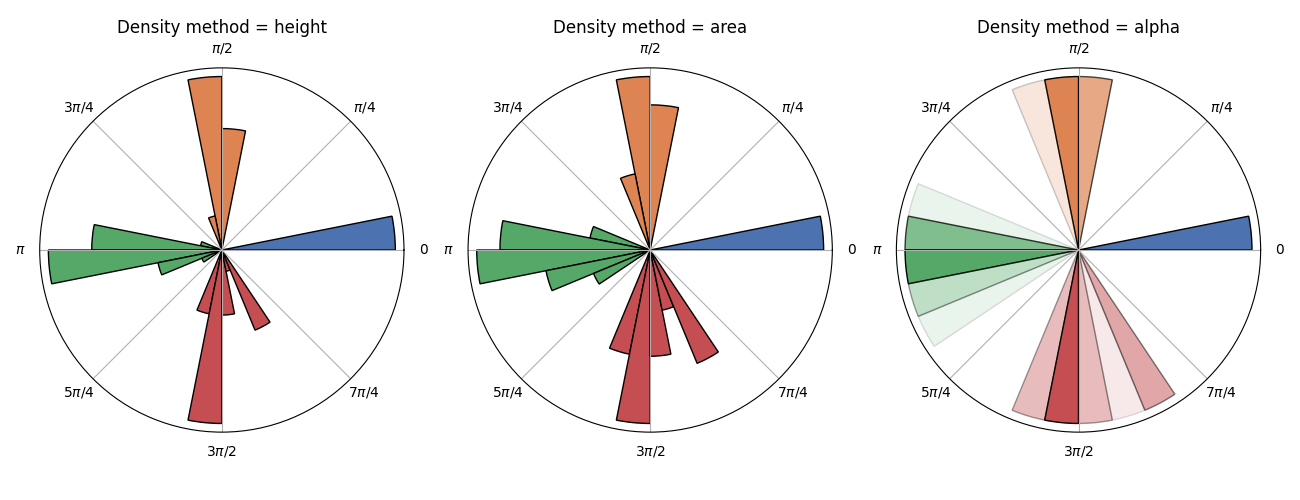 Density method = height
π/2
3π/4
π/4
π
0
5π/4
7π/4
3π/2
Density method = area
π/2
3π/4
π/4
π
0
5π/4
7π/4
3π/2
Density method = alpha
π/2
3π/4
π/4
π
0
5π/4
7π/4
3π/2